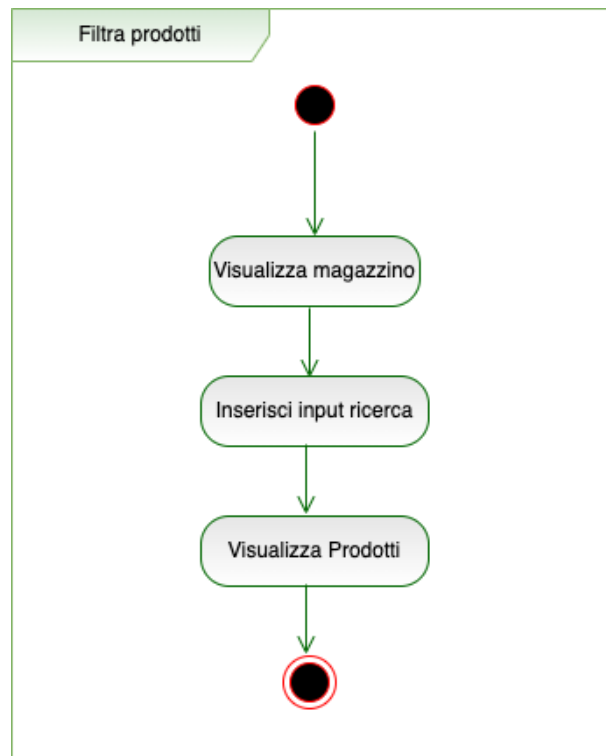 Filtra prodotti
Visualizza magazzino
Inserisci input ricerca
Visualizza Prodotti